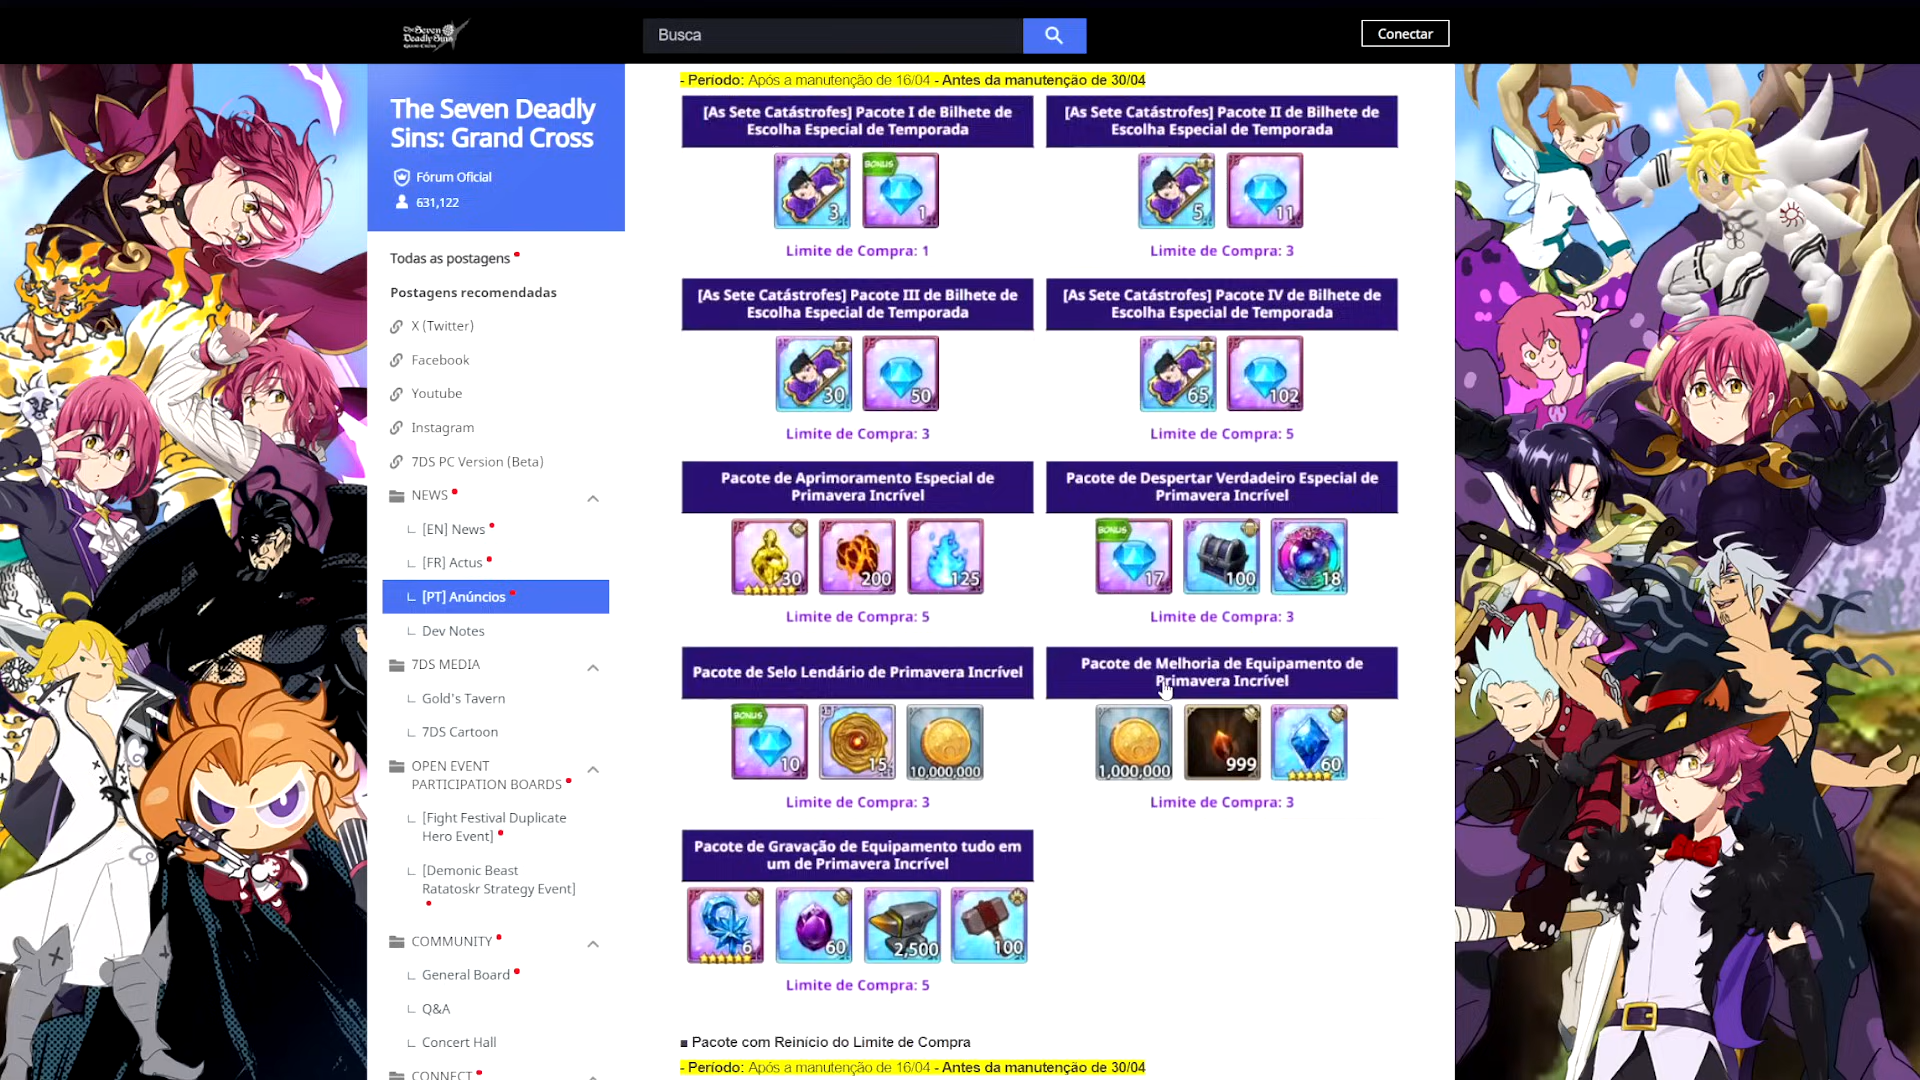 The Seven
Deadly Sins
GRAND CROSS
Busca
Conectar
The Seven Deadly
Sins: Grand Cross
Fórum Oficial
631,122
Todas as postagens
Postagens recomendadas
X (Twitter)
Facebook
Youtube
Instagram
7DS PC Version (Beta)
NEWS
[EN] News
[FR] Actus
[PT] Anúncios
Dev Notes
7DS MEDIA
Gold's Tavern
7DS Cartoon
OPEN EVENT
PARTICIPATION BOARDS
[Fight Festival Duplicate
Hero Event]
[Demonic Beast
Ratatoskr Strategy Event]
COMMUNITY
General Board
Q&A
Concert Hall
CONNECT
- Período: Após a manutenção de 16/04 - Antes da manutenção de 30/04
[As Sete Catástrofes] Pacote I de Bilhete de
Escolha Especial de Temporada
3
BONUS
1
Limite de Compra: 1
[As Sete Catástrofes] Pacote II de Bilhete de
Escolha Especial de Temporada
5
11
Limite de Compra: 3
[As Sete Catástrofes] Pacote III de Bilhete de
Escolha Especial de Temporada
30
50
Limite de Compra: 3
[As Sete Catástrofes] Pacote IV de Bilhete de
Escolha Especial de Temporada
65
102
Limite de Compra: 5
Pacote de Aprimoramento Especial de
Primavera Incrível
30
200
125
Limite de Compra: 5
Pacote de Despertar Verdadeiro Especial de
Primavera Incrível
BONUS
17
100
18
Limite de Compra: 3
Pacote de Selo Lendário de Primavera Incrível
BONUS
10
15
10,000,000
Limite de Compra: 3
Pacote de Melhoria de Equipamento de
Primavera Incrível
1,000,000
999
60
Limite de Compra: 3
Pacote de Gravação de Equipamento tudo em
um de Primavera Incrível
6
60
2,500
100
Limite de Compra: 5
■ Pacote com Reinício do Limite de Compra
- Período: Após a manutenção de 16/04 - Antes da manutenção de 30/04